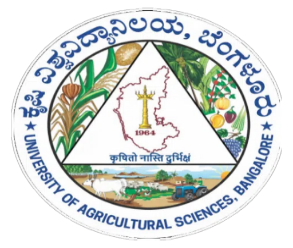 ಕೃಷಿ ವಿಶ್ವವಿದ್ಯಾನಿಲಯ, ಬೆಂಗಳೂರು
1964
कृषितो नास्ति दुर्भिक्षं
★ UNIVERSITY OF AGRICULTURAL SCIENCES, BANGALORE ★